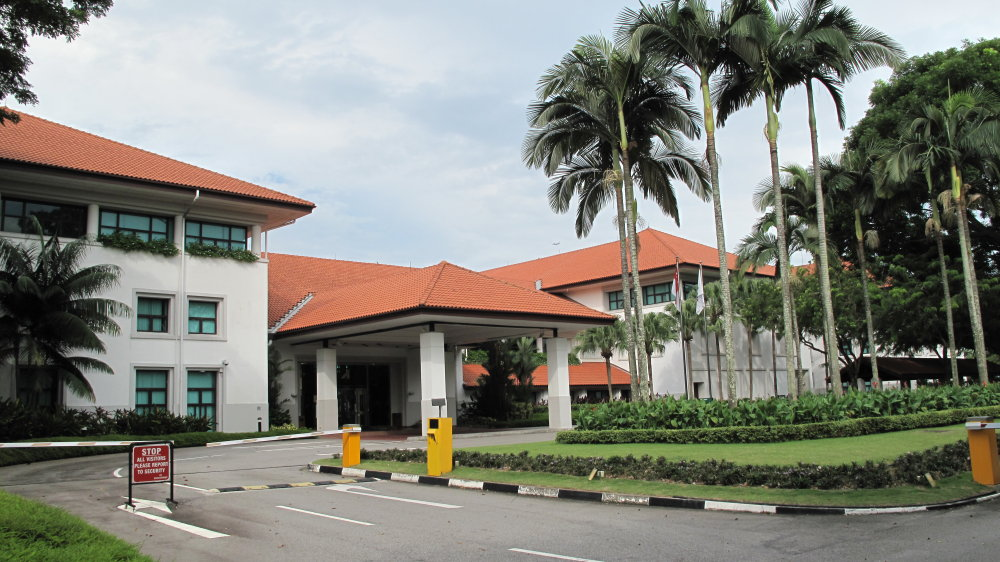 STOP
ALL VISITORS
PLEASE REPORT
TO SECURITY